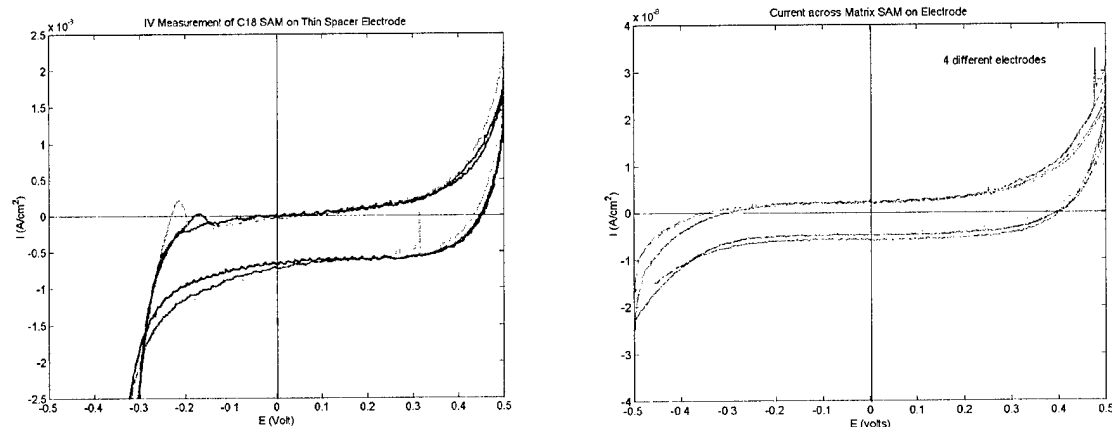 IV Measurement of C18 SAM on Thin Spacer Electrode
x 10⁻³
2.5
2
1.5
1
0.5
0
-0.5
-1
-1.5
-2
-2.5
I (A/cm²)
-0.5 -0.4 -0.3 -0.2 -0.1 0 0.1 0.2 0.3 0.4 0.5
E (Volt)
Current across Matrix SAM on Electrode
4
3
2
1
0
-1
-2
-3
-4
I (A/cm²)
4 different electrodes
-0.5 -0.4 -0.3 -0.2 -0.1 0 0.1 0.2 0.3 0.4 0.5
E (volts)